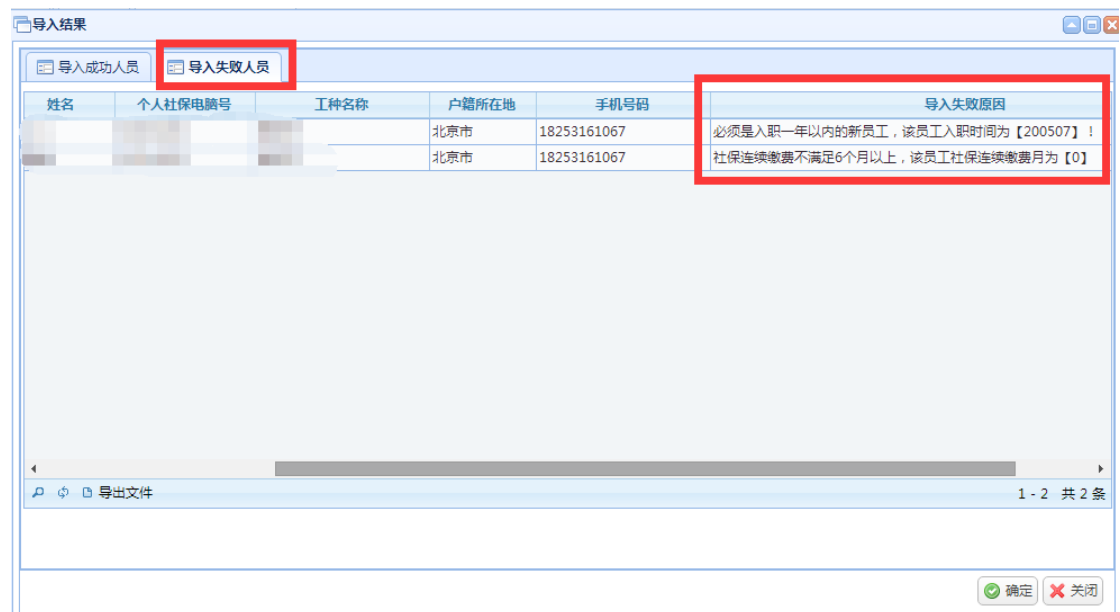 导入结果
导入成功人员 导入失败人员
姓名 个人社保电脑号 工种名称 户籍所在地 手机号码 导入失败原因
北京市 18253161067 必须是入职一年以内的新员工，该员工入职时间为【200507】！
北京市 18253161067 社保连续缴费不满足6个月以上，该员工社保连续缴费月为【0】
导出文件 1 - 2 共 2 条
确定 关闭